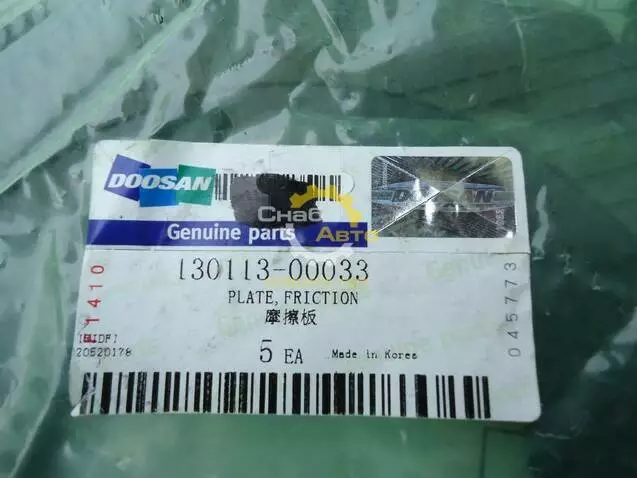 DOOSAN
DOOSAN
Снаб
Авто
Genuine parts
130113-00033
PLATE, FRICTION
摩擦板
5 EA
Made in Korea
1410
20520178
045773